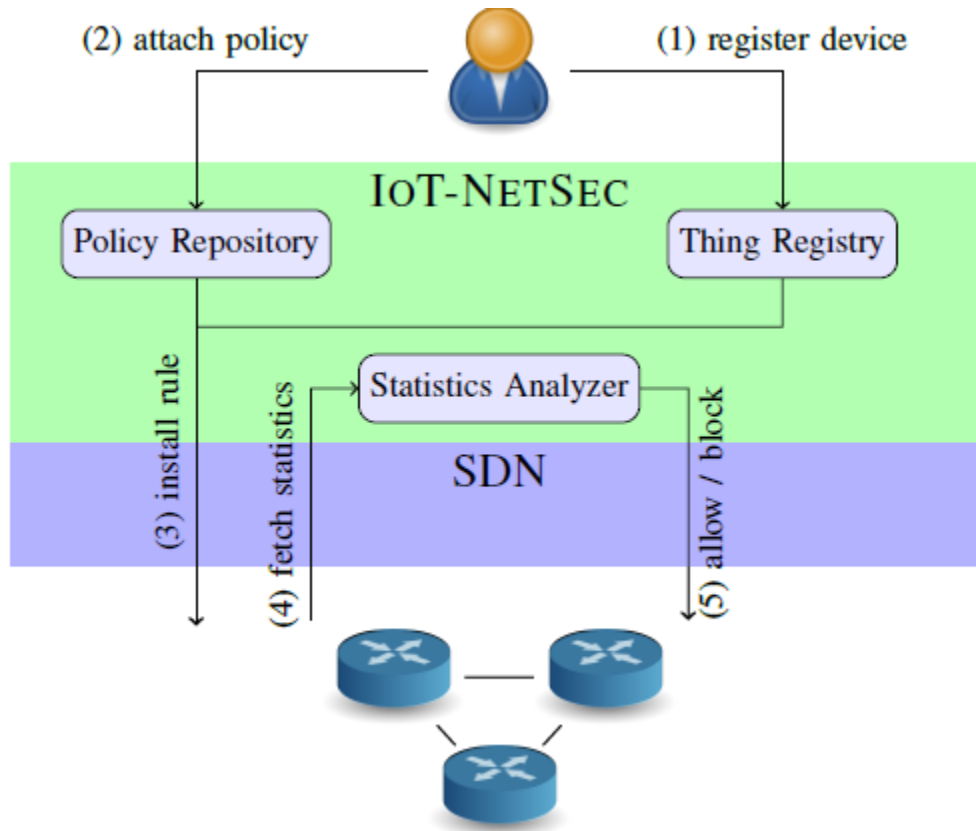 (2) attach policy
(1) register device
IOT-NETSEC
Policy Repository
Thing Registry
Statistics Analyzer
(3) install rule
(4) fetch statistics
(5) allow / block
SDN